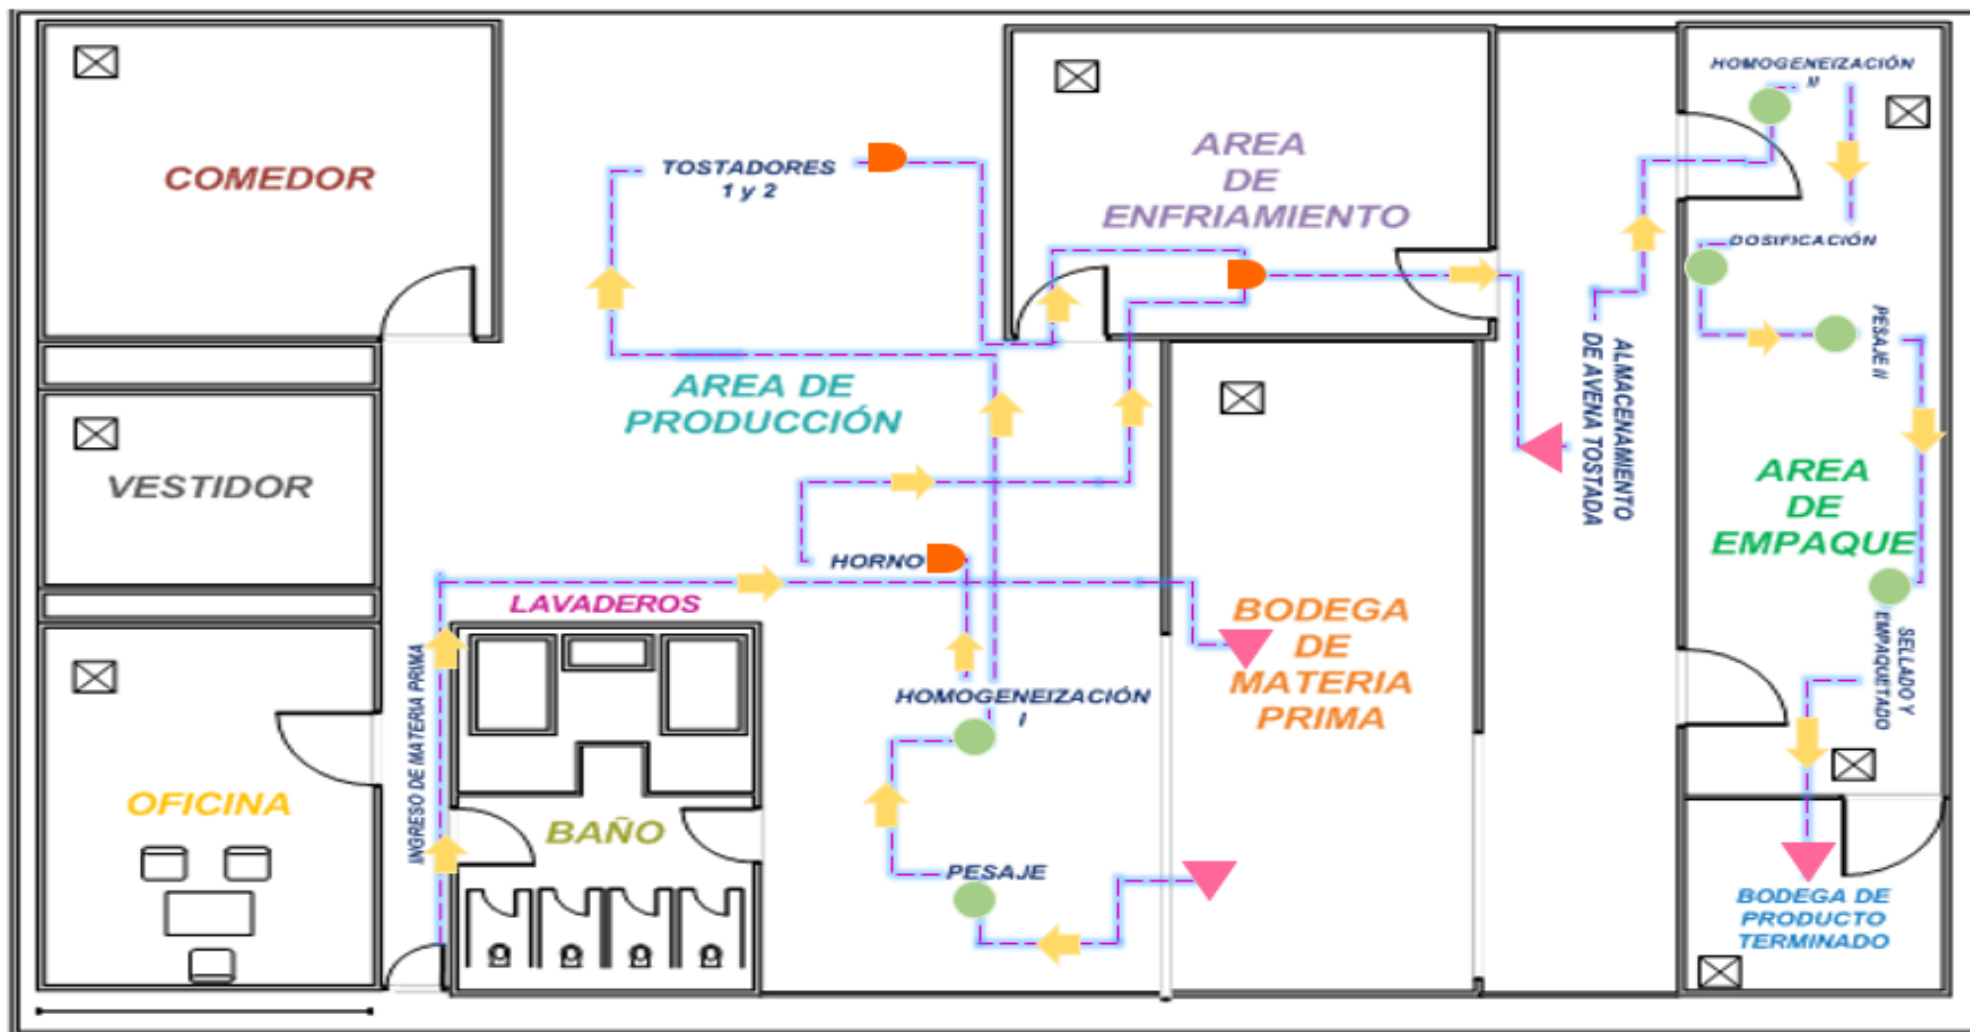 COMEDOR
TOSTADORES
1 y 2
AREA
DE
ENFRIAMIENTO
HOMOGENEIZACIÓN
II
DOSIFICACIÓN
PESAJE II
ALMACENAMIENTO
DE AVENA TOSTADA
AREA DE
PRODUCCIÓN
VESTIDOR
AREA
DE
EMPAQUE
HORNO
LAVADEROS
BODEGA
DE
MATERIA
PRIMA
INGRESO DE MATERIA PRIMA
HOMOGENEIZACIÓN
I
SELLADO Y
EMPAQUETADO
OFICINA
BAÑO
PESAJE
BODEGA DE
PRODUCTO
TERMINADO